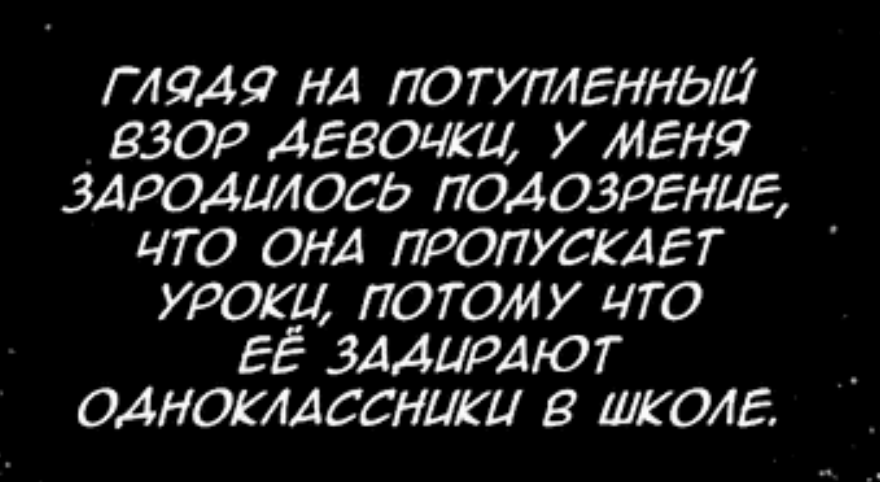 ГЛЯДЯ НА ПОТУПЛЕННЫЙ
ВЗОР ДЕВОЧКИ, У МЕНЯ
ЗАРОДИЛОСЬ ПОДОЗРЕНИЕ,
ЧТО ОНА ПРОПУСКАЕТ
УРОКИ, ПОТОМУ ЧТО
ЕЁ ЗАДИРАЮТ
ОДНОКЛАССНИКИ В ШКОЛЕ.